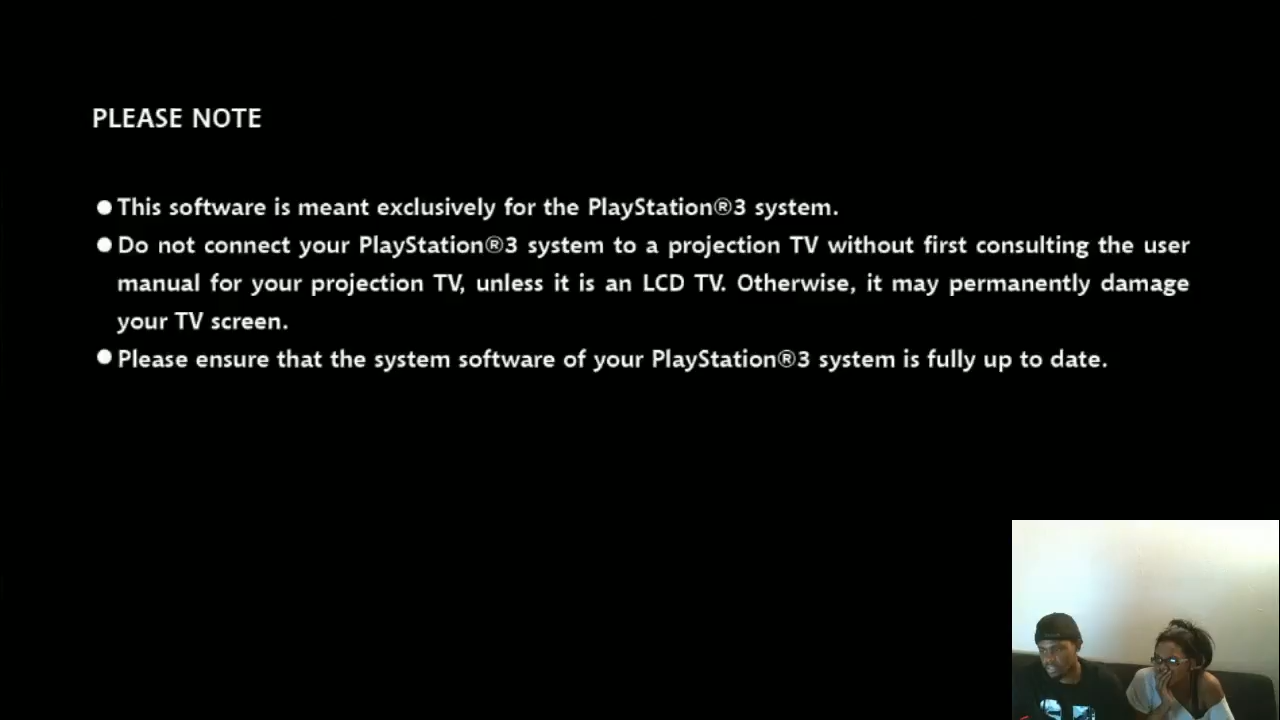 PLEASE NOTE
●This software is meant exclusively for the PlayStation®3 system.
●Do not connect your PlayStation®3 system to a projection TV without first consulting the user
manual for your projection TV, unless it is an LCD TV. Otherwise, it may permanently damage
your TV screen.
●Please ensure that the system software of your PlayStation®3 system is fully up to date.